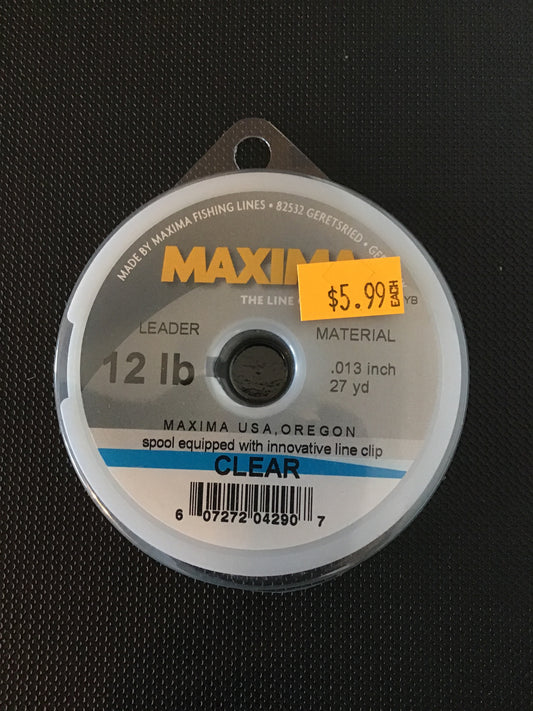 MADE BY MAXIMA FISHING LINES • 82532 GERETSRIED •
MAXIMA
$5.99 EACH
THE LINE
YB
LEADER MATERIAL
12 lb .013 inch
27 yd
MAXIMA USA,OREGON
spool equipped with innovative line clip
CLEAR
6 07272 04290 7